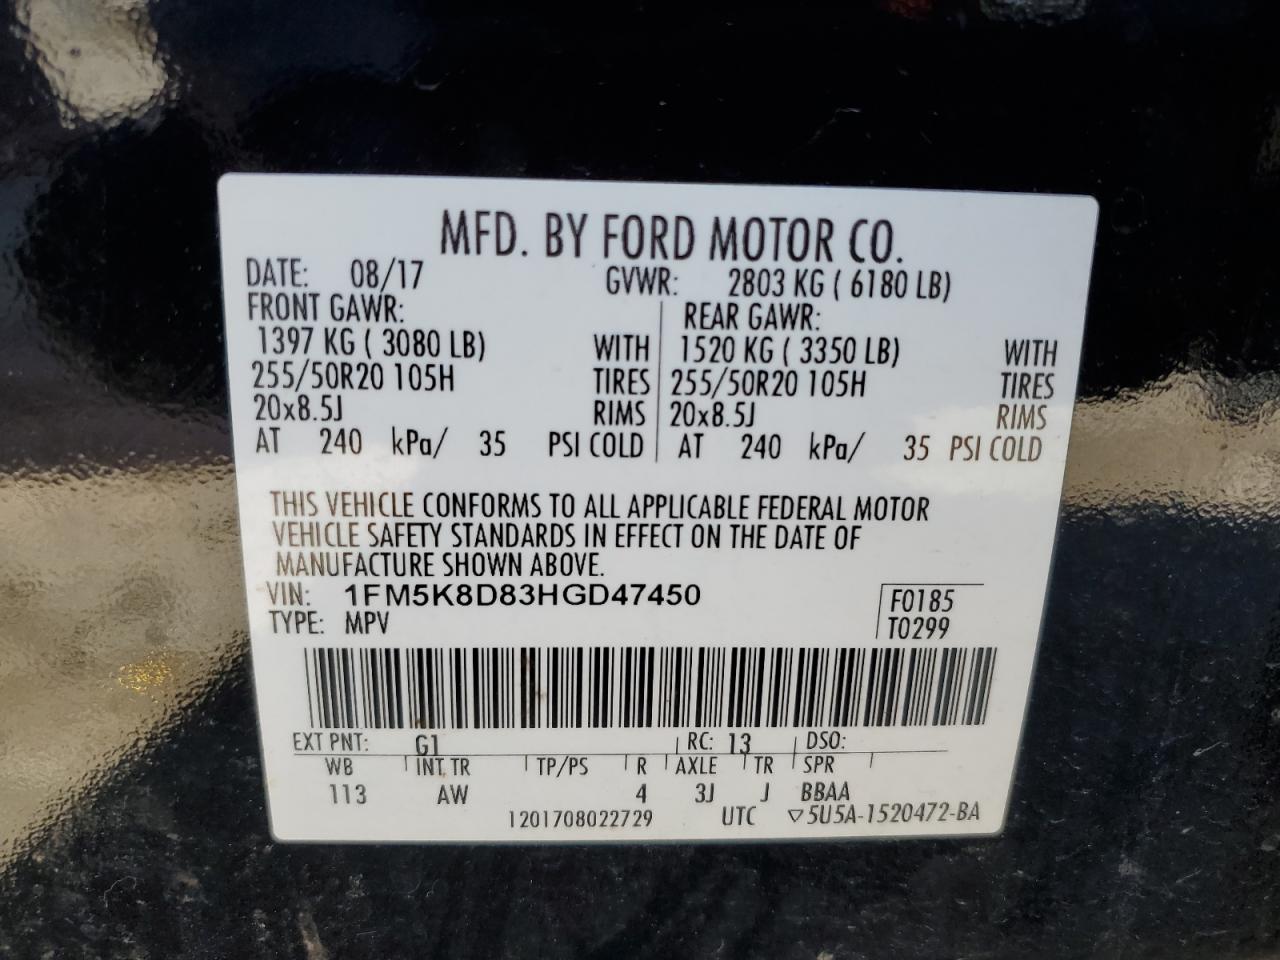 MFD. BY FORD MOTOR CO.
DATE: 08/17 GVWR: 2803 KG ( 6180 LB)
FRONT GAWR: REAR GAWR:
1397 KG ( 3080 LB) WITH 1520 KG ( 3350 LB) WITH
255/50R20 105H TIRES 255/50R20 105H TIRES
20x8.5J RIMS 20x8.5J RIMS
AT 240 kPa/ 35 PSI COLD AT 240 kPa/ 35 PSI COLD
THIS VEHICLE CONFORMS TO ALL APPLICABLE FEDERAL MOTOR
VEHICLE SAFETY STANDARDS IN EFFECT ON THE DATE OF
MANUFACTURE SHOWN ABOVE.
VIN: 1FM5K8D83HGD47450 F0185
TYPE: MPV T0299
EXT PNT: G1 RC: 13 DSO:
WB INT TR TP/PS R AXLE TR SPR
113 AW 4 3J J BBAA
1201708022729 UTC ▽5U5A-1520472-BA